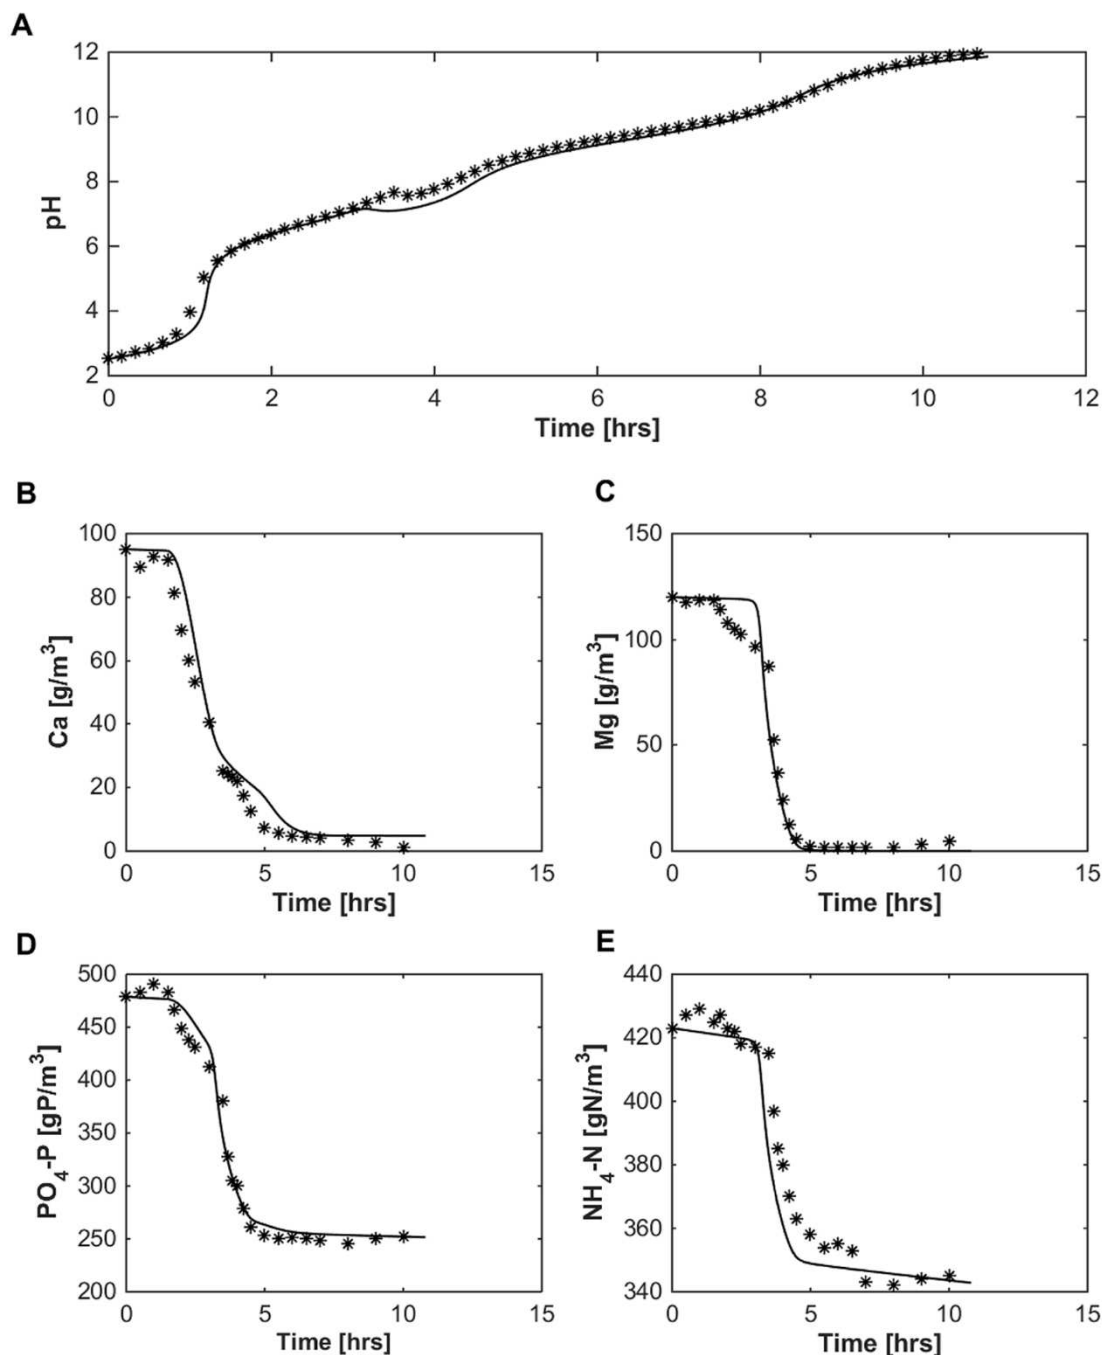 A
12
10
8
6
4
2
pH
0 2 4 6 8 10 12
Time [hrs]
B
100
80
60
40
20
0
Ca [g/m³]
0 5 10 15
Time [hrs]
C
150
100
50
0
Mg [g/m³]
0 5 10 15
Time [hrs]
D
500
450
400
350
300
250
200
PO₄-P [gP/m³]
0 5 10 15
Time [hrs]
E
440
420
400
380
360
340
NH₄-N [gN/m³]
0 5 10 15
Time [hrs]